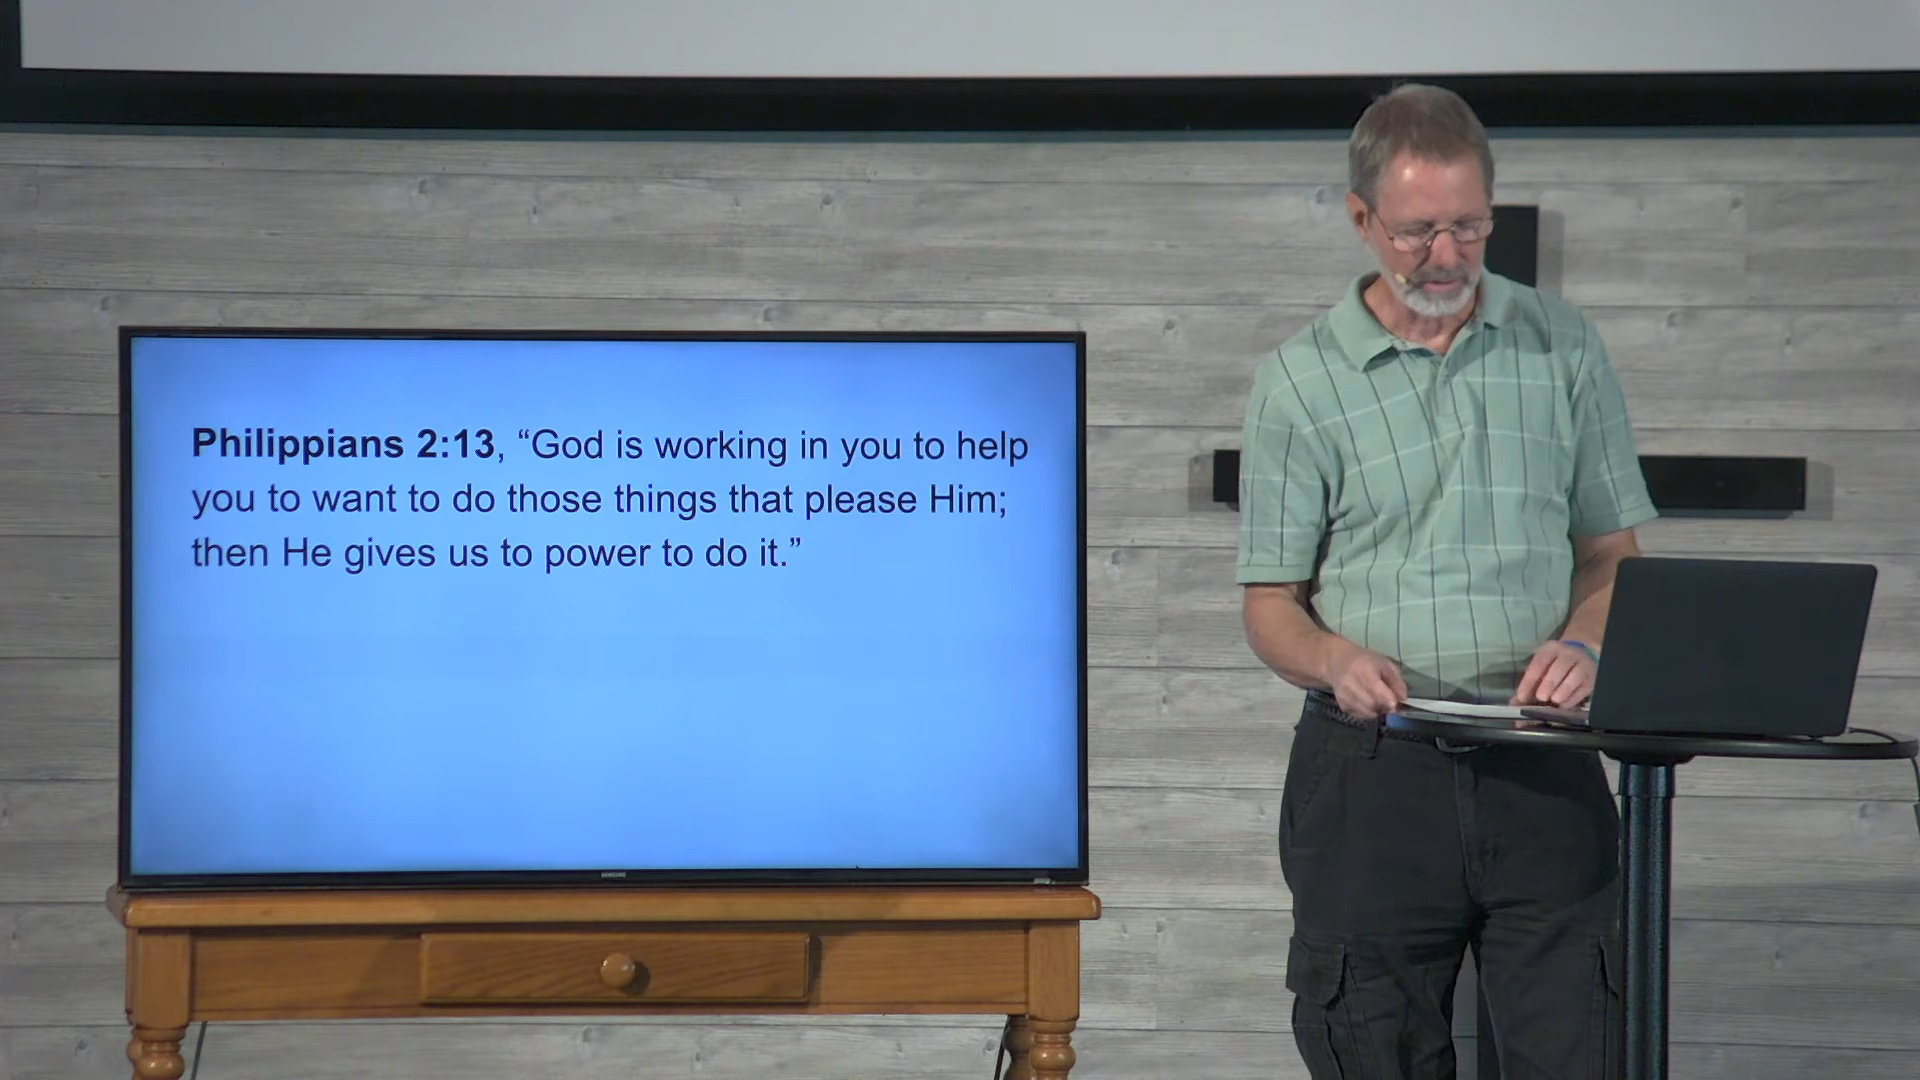 Philippians 2:13, “God is working in you to help
you to want to do those things that please Him;
then He gives us to power to do it.”
SAMSUNG